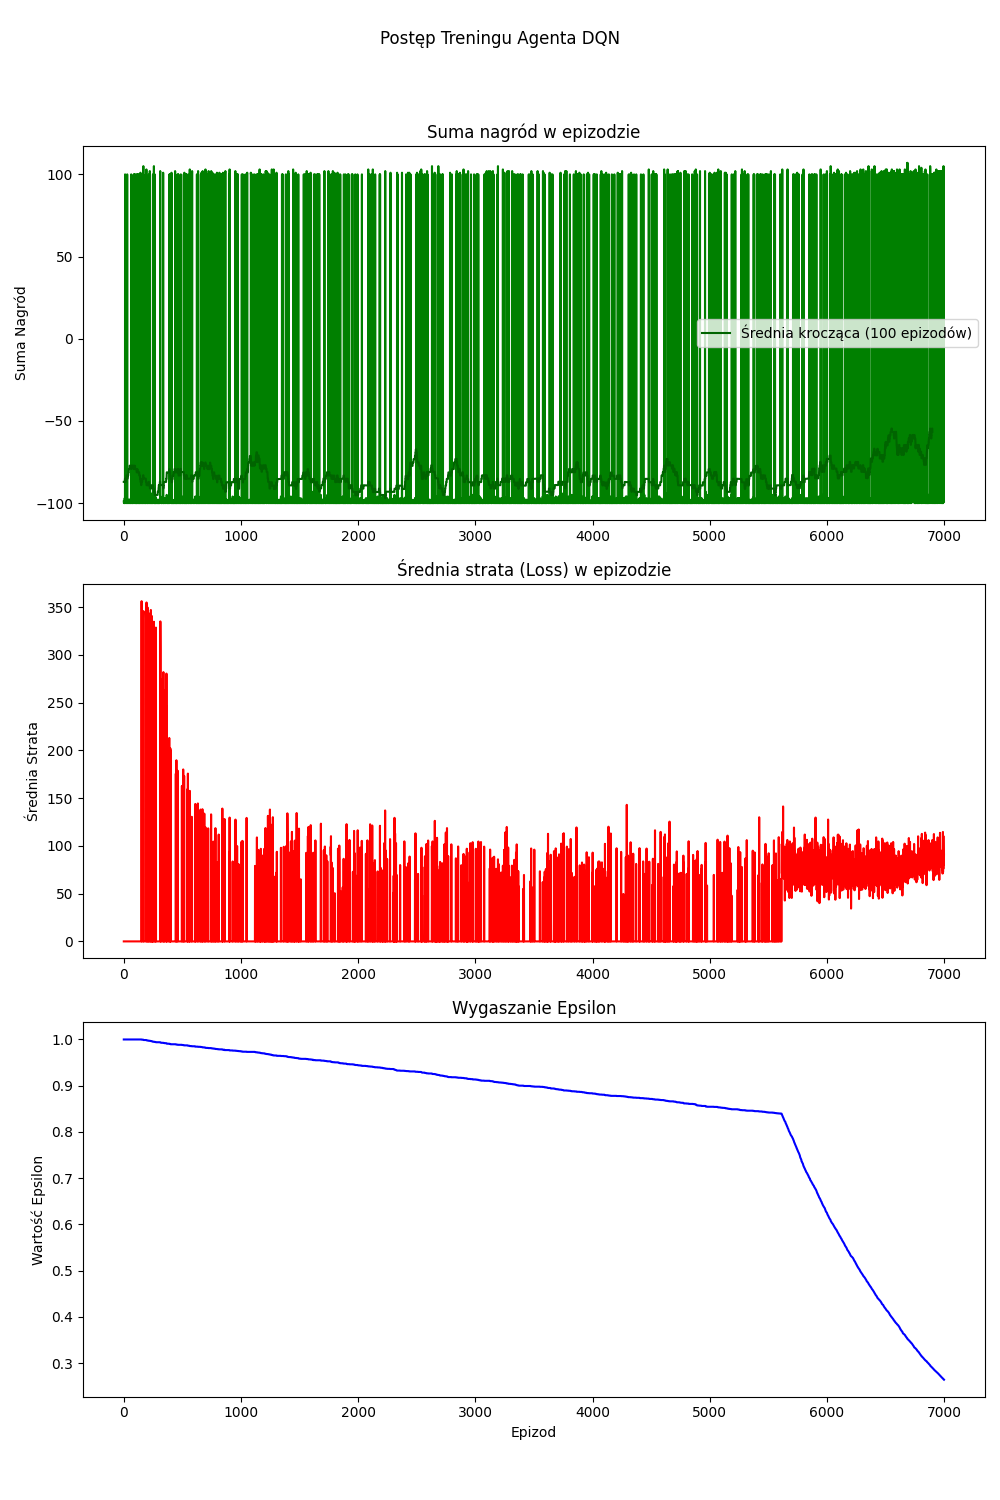 Postęp Treningu Agenta DQN
Suma nagród w epizodzie
Suma Nagród
100
50
0
−50
−100
Średnia krocząca (100 epizodów)
0 1000 2000 3000 4000 5000 6000 7000
Średnia strata (Loss) w epizodzie
Średnia Strata
350
300
250
200
150
100
50
0
0 1000 2000 3000 4000 5000 6000 7000
Wygaszanie Epsilon
Wartość Epsilon
1.0
0.9
0.8
0.7
0.6
0.5
0.4
0.3
0 1000 2000 3000 4000 5000 6000 7000
Epizod